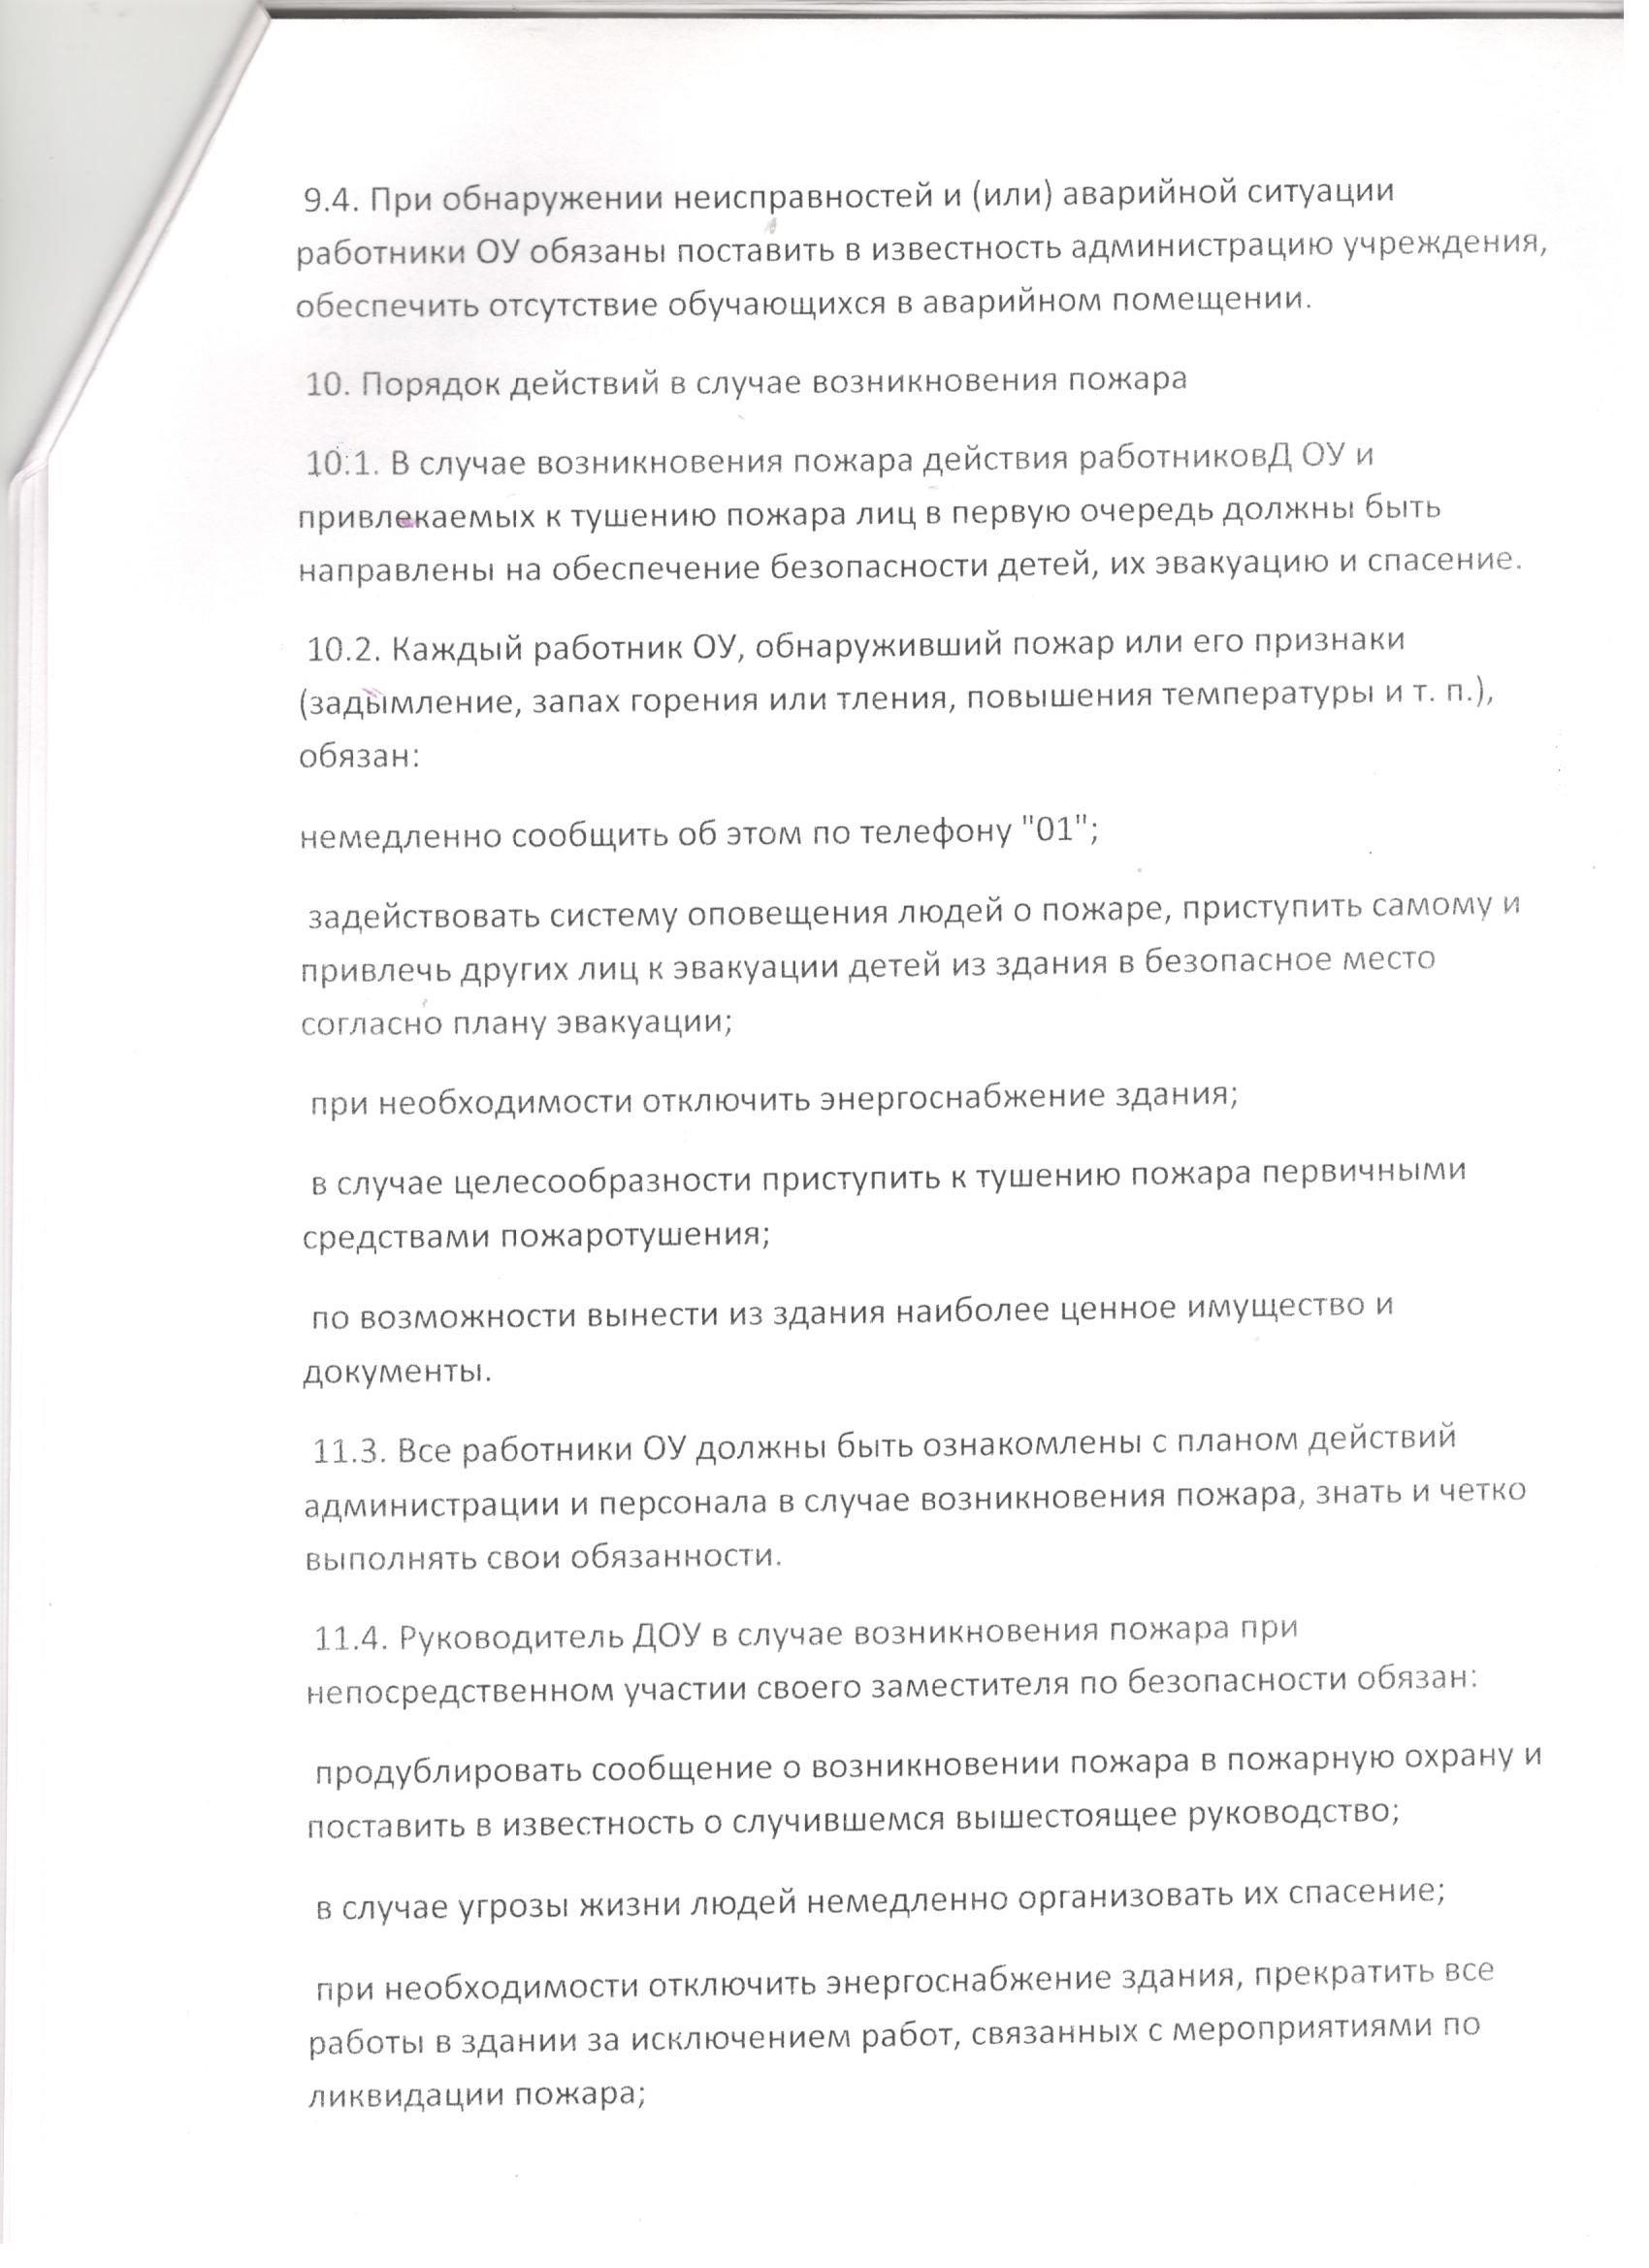 9.4. При обнаружении неисправностей и (или) аварийной ситуации
работники ОУ обязаны поставить в известность администрацию учреждения,
обеспечить отсутствие обучающихся в аварийном помещении.
10. Порядок действий в случае возникновения пожара
10.1. В случае возникновения пожара действия работниковД ОУ и
привлекаемых к тушению пожара лиц в первую очередь должны быть
направлены на обеспечение безопасности детей, их эвакуацию и спасение.
10.2. Каждый работник ОУ, обнаруживший пожар или его признаки
(задымление, запах горения или тления, повышения температуры и т. п.),
обязан:
немедленно сообщить об этом по телефону "01";
задействовать систему оповещения людей о пожаре, приступить самому и
привлечь других лиц к эвакуации детей из здания в безопасное место
согласно плану эвакуации;
при необходимости отключить энергоснабжение здания;
в случае целесообразности приступить к тушению пожара первичными
средствами пожаротушения;
по возможности вынести из здания наиболее ценное имущество и
документы.
11.3. Все работники ОУ должны быть ознакомлены с планом действий
администрации и персонала в случае возникновения пожара, знать и четко
выполнять свои обязанности.
11.4. Руководитель ДОУ в случае возникновения пожара при
непосредственном участии своего заместителя по безопасности обязан:
продублировать сообщение о возникновении пожара в пожарную охрану и
поставить в известность о случившемся вышестоящее руководство;
в случае угрозы жизни людей немедленно организовать их спасение;
при необходимости отключить энергоснабжение здания, прекратить все
работы в здании за исключением работ, связанных с мероприятиями по
ликвидации пожара;